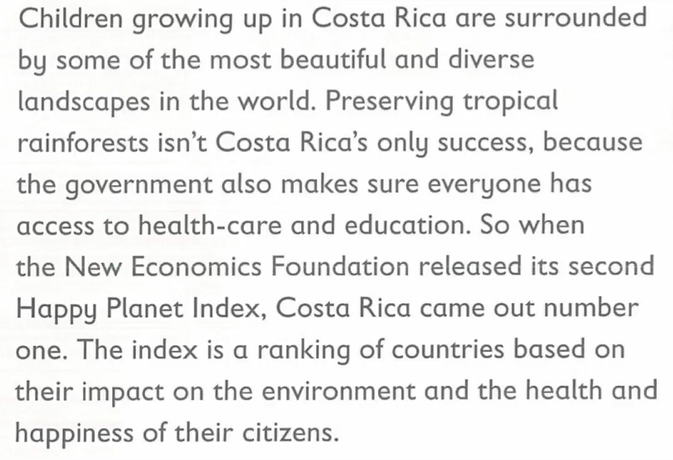 Children growing up in Costa Rica are surrounded
by some of the most beautiful and diverse
landscapes in the world. Preserving tropical
rainforests isn't Costa Rica's only success, because
the government also makes sure everyone has
access to health-care and education. So when
the New Economics Foundation released its second
Happy Planet Index, Costa Rica came out number
one. The index is a ranking of countries based on
their impact on the environment and the health and
happiness of their citizens.